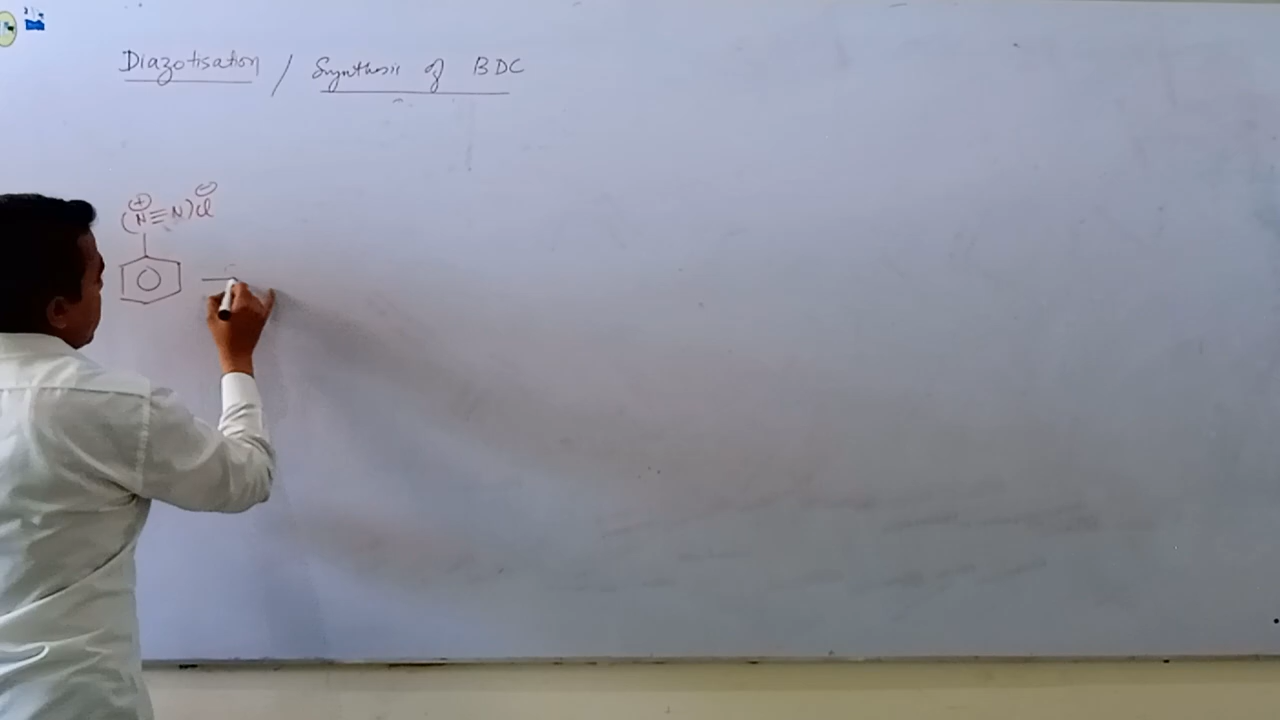 Diazotisation / Synthesis of BDC
(N≡N)Cl